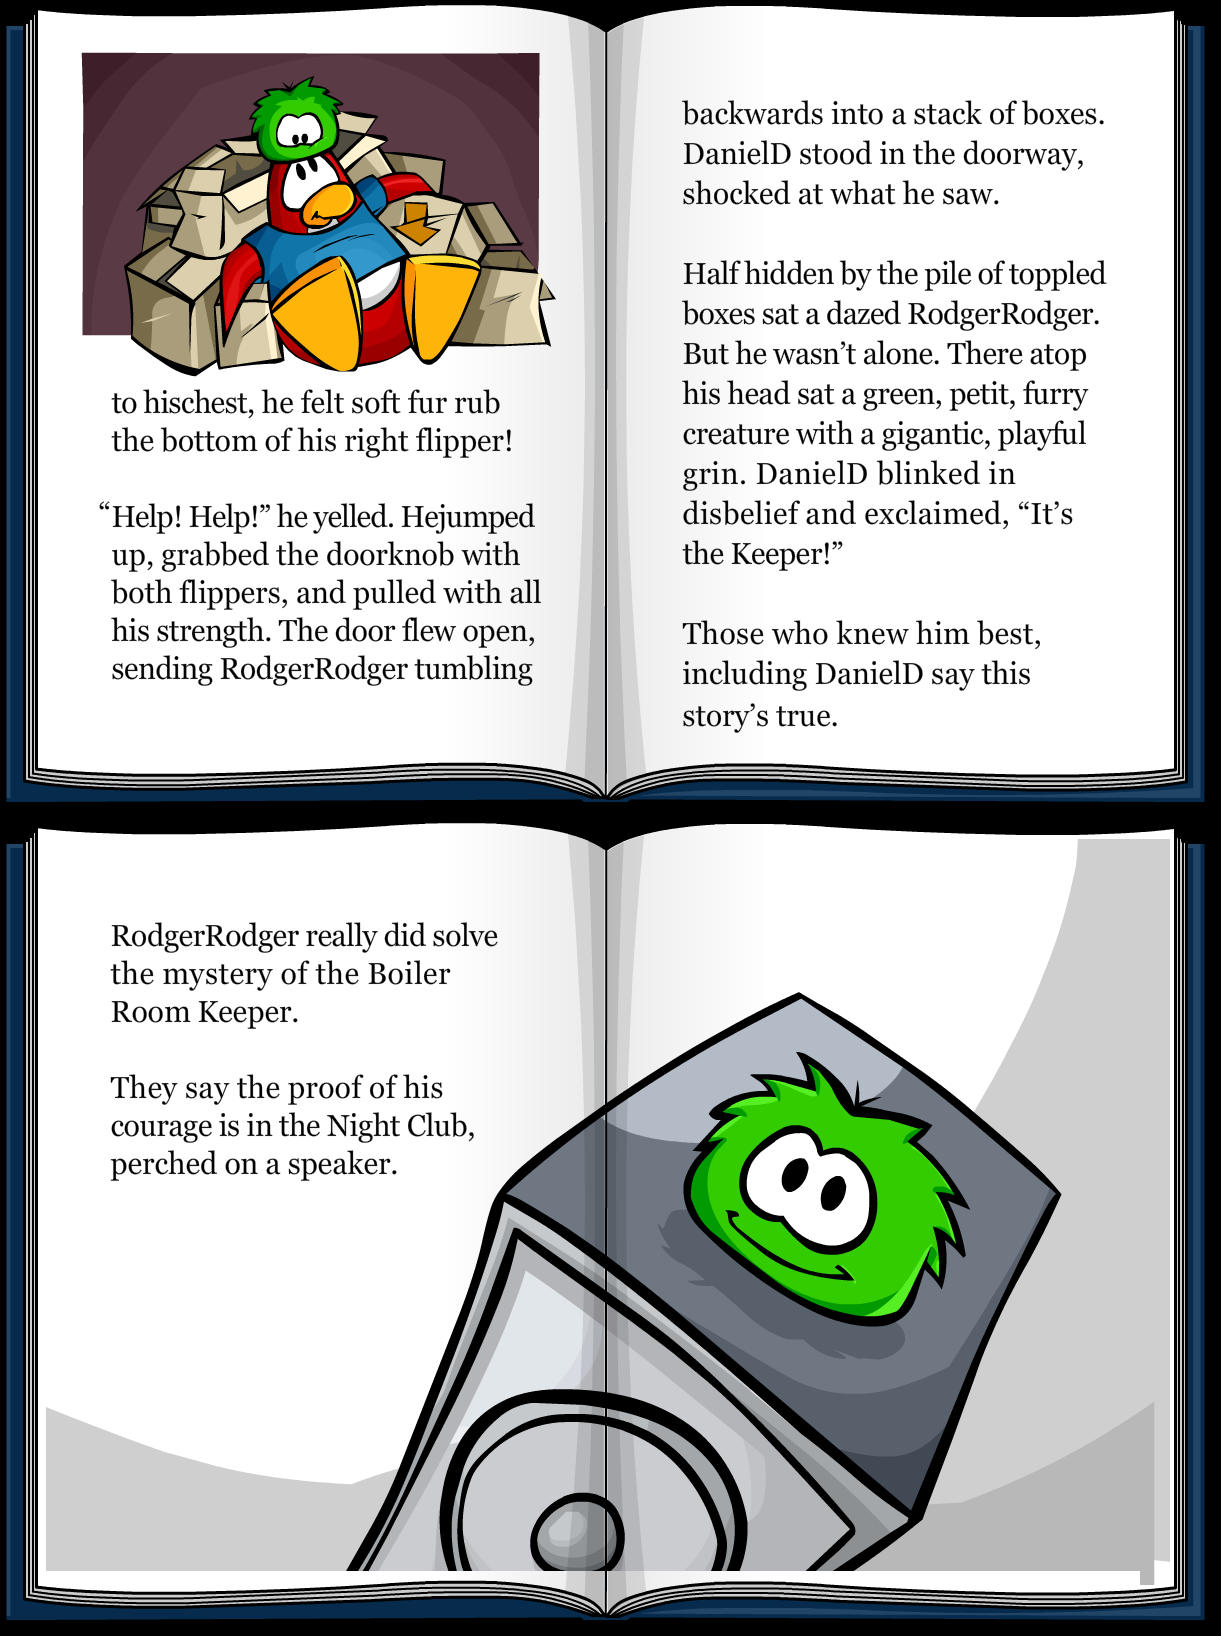 to hischest, he felt soft fur rub
the bottom of his right flipper!
“Help! Help!” he yelled. Hejumped
up, grabbed the doorknob with
both flippers, and pulled with all
his strength. The door flew open,
sending RodgerRodger tumbling
backwards into a stack of boxes.
DanielD stood in the doorway,
shocked at what he saw.
Half hidden by the pile of toppled
boxes sat a dazed RodgerRodger.
But he wasn’t alone. There atop
his head sat a green, petit, furry
creature with a gigantic, playful
grin. DanielD blinked in
disbelief and exclaimed, “It’s
the Keeper!”
Those who knew him best,
including DanielD say this
story’s true.
RodgerRodger really did solve
the mystery of the Boiler
Room Keeper.
They say the proof of his
courage is in the Night Club,
perched on a speaker.